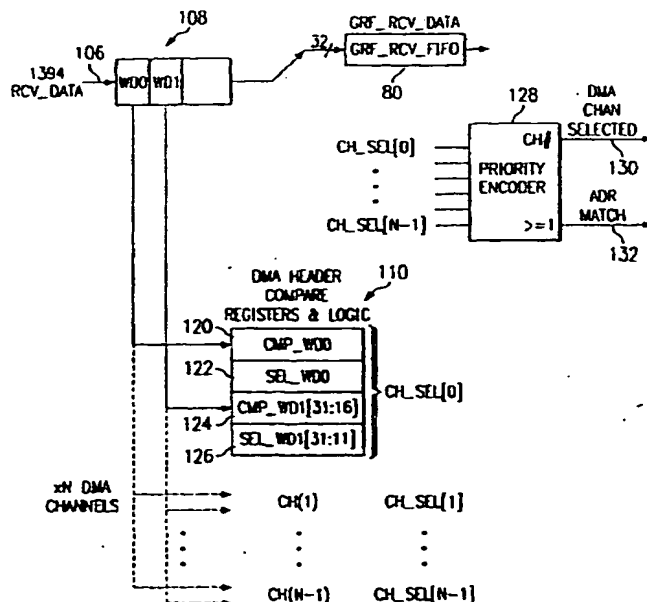 108
GRF_RCV_DATA
106
32
GRF_RCV_FIFO
1394
RCV_DATA
WD0
WD1
80
128
DMA
CHAN
SELECTED
CH#
130
CH_SEL[0]
PRIORITY
ENCODER
ADR
MATCH
CH_SEL[N-1]
>=1
132
DMA HEADER
COMPARE
REGISTERS & LOGIC
110
120
CMP_WD0
122
SEL_WD0
CH_SEL[0]
124
CMP_WD1[31:16]
126
SEL_WD1[31:11]
xN DMA
CHANNELS
CH(1)
CH_SEL[1]
CH(N-1)
CH_SEL[N-1]